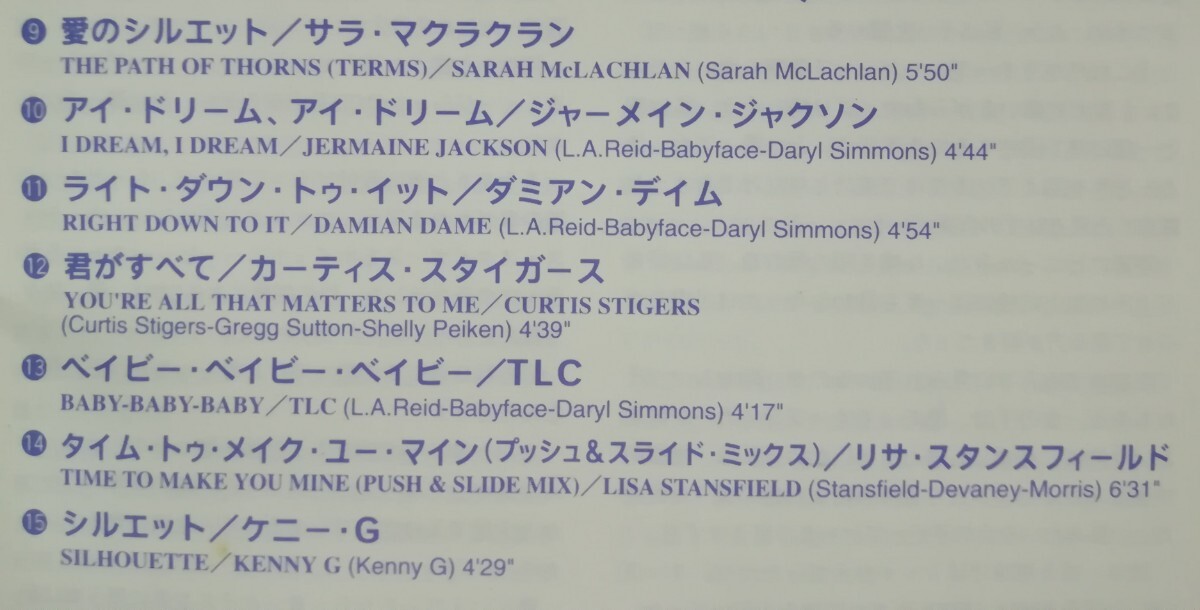 ❾ 愛のシルエット／サラ・マクラクラン
THE PATH OF THORNS (TERMS)／SARAH McLACHLAN (Sarah McLachlan) 5'50"
❿ アイ・ドリーム、アイ・ドリーム／ジャーメイン・ジャクソン
I DREAM, I DREAM／JERMAINE JACKSON (L.A.Reid-Babyface-Daryl Simmons) 4'44"
⓫ ライト・ダウン・トゥ・イット／ダミアン・デイム
RIGHT DOWN TO IT／DAMIAN DAME (L.A.Reid-Babyface-Daryl Simmons) 4'54"
⓬ 君がすべて／カーティス・スタイガース
YOU'RE ALL THAT MATTERS TO ME／CURTIS STIGERS
(Curtis Stigers-Gregg Sutton-Shelly Peiken) 4'39"
⓭ ベイビー・ベイビー・ベイビー／TLC
BABY-BABY-BABY／TLC (L.A.Reid-Babyface-Daryl Simmons) 4'17"
⓮ タイム・トゥ・メイク・ユー・マイン(プッシュ&スライド・ミックス)／リサ・スタンスフィールド
TIME TO MAKE YOU MINE (PUSH & SLIDE MIX)／LISA STANSFIELD (Stansfield-Devaney-Morris) 6'31"
⓯ シルエット／ケニー・G
SILHOUETTE／KENNY G (Kenny G) 4'29"